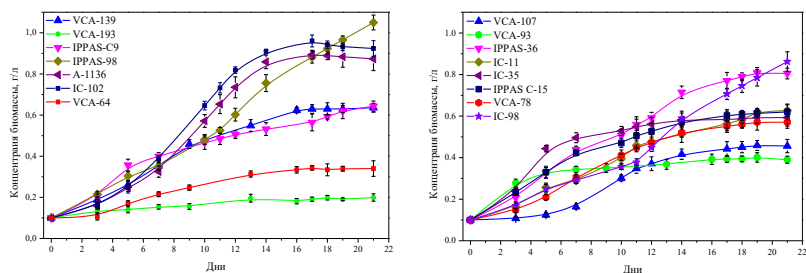 Концентрация биомассы, г/л
1,0
0,8
0,6
0,4
0,2
0,0
VCA-139
VCA-193
IPPAS-C9
IPPAS-98
A-1136
IC-102
VCA-64
0 2 4 6 8 10 12 14 16 18 20 22
Дни
Концентрация биомассы, г/л
1,0
0,8
0,6
0,4
0,2
0,0
VCA-107
VCA-93
IPPAS-36
IC-11
IC-35
IPPAS C-15
VCA-78
IC-98
0 2 4 6 8 10 12 14 16 18 20 22
Дни